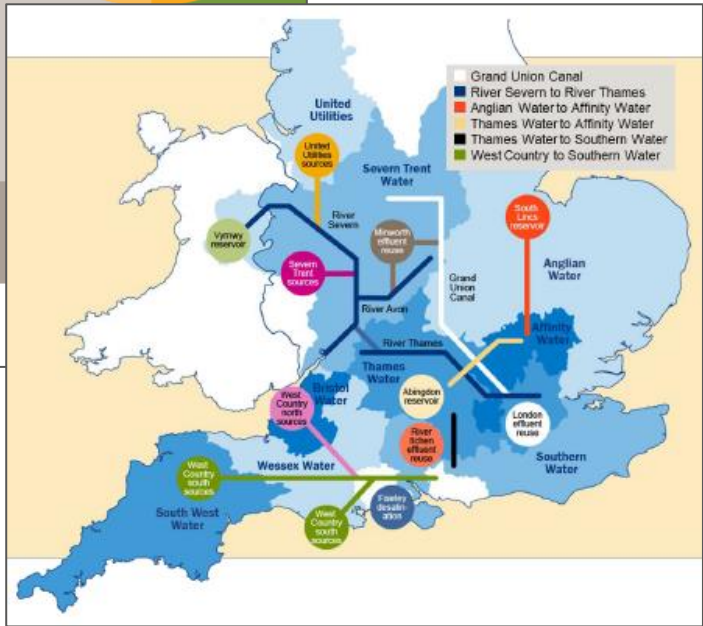 Grand Union Canal
River Severn to River Thames
Anglian Water to Affinity Water
Thames Water to Affinity Water
Thames Water to Southern Water
West Country to Southern Water
United
Utilities
United
Utilities
sources
Severn Trent
Water
South
Lincs
reservoir
River
Severn
Vyrnwy
reservoir
Minworth
effluent
reuse
Severn
Trent
sources
Grand
Union
Canal
Anglian
Water
River Avon
Affinity
Water
River Thames
Thames
Water
Bristol
Water
Abingdon
reservoir
West
Country
north
sources
London
effluent
reuse
River
Itchen
effluent
reuse
Wessex Water
Southern
Water
West
Country
south
sources
South West
Water
Fawley
desalin-
ation
West
Country
south
sources